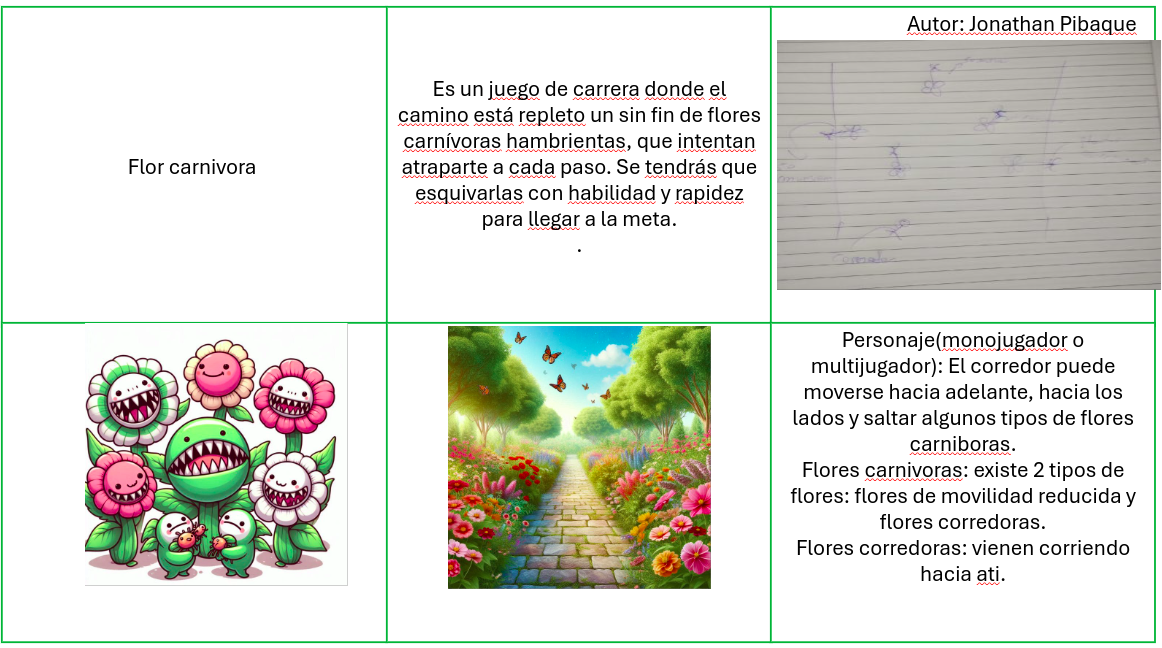 Autor: Jonathan Pibaque
Flor carnivora
Es un juego de carrera donde el
camino está repleto un sin fin de flores
carnívoras hambrientas, que intentan
atraparte a cada paso. Se tendrás que
esquivarlas con habilidad y rapidez
para llegar a la meta.
.
Personaje(monojugador o
multijugador): El corredor puede
moverse hacia adelante, hacia los
lados y saltar algunos tipos de flores
carniboras.
Flores carnivoras: existe 2 tipos de
flores: flores de movilidad reducida y
flores corredoras.
Flores corredoras: vienen corriendo
hacia ati.